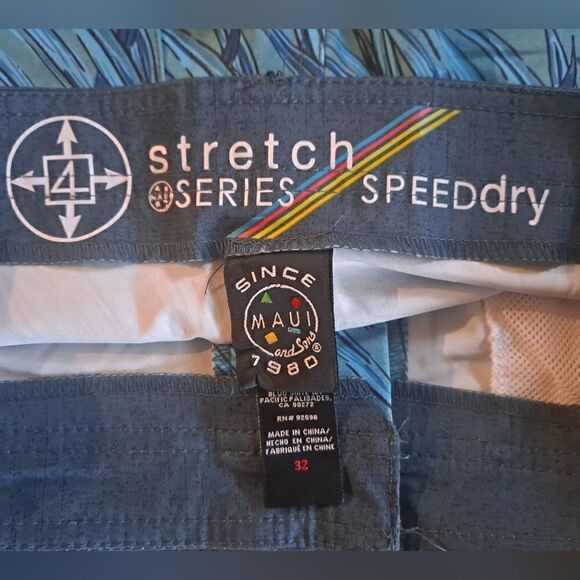 4
stretch
SERIES SPEEDdry
SINCE
MAUI
and Sons
1980 ®
PACIFIC PALISADES,
CA 90272
RN# 92696
MADE IN CHINA/
HECHO EN CHINA/
FABRIQUÉ EN CHINE
32